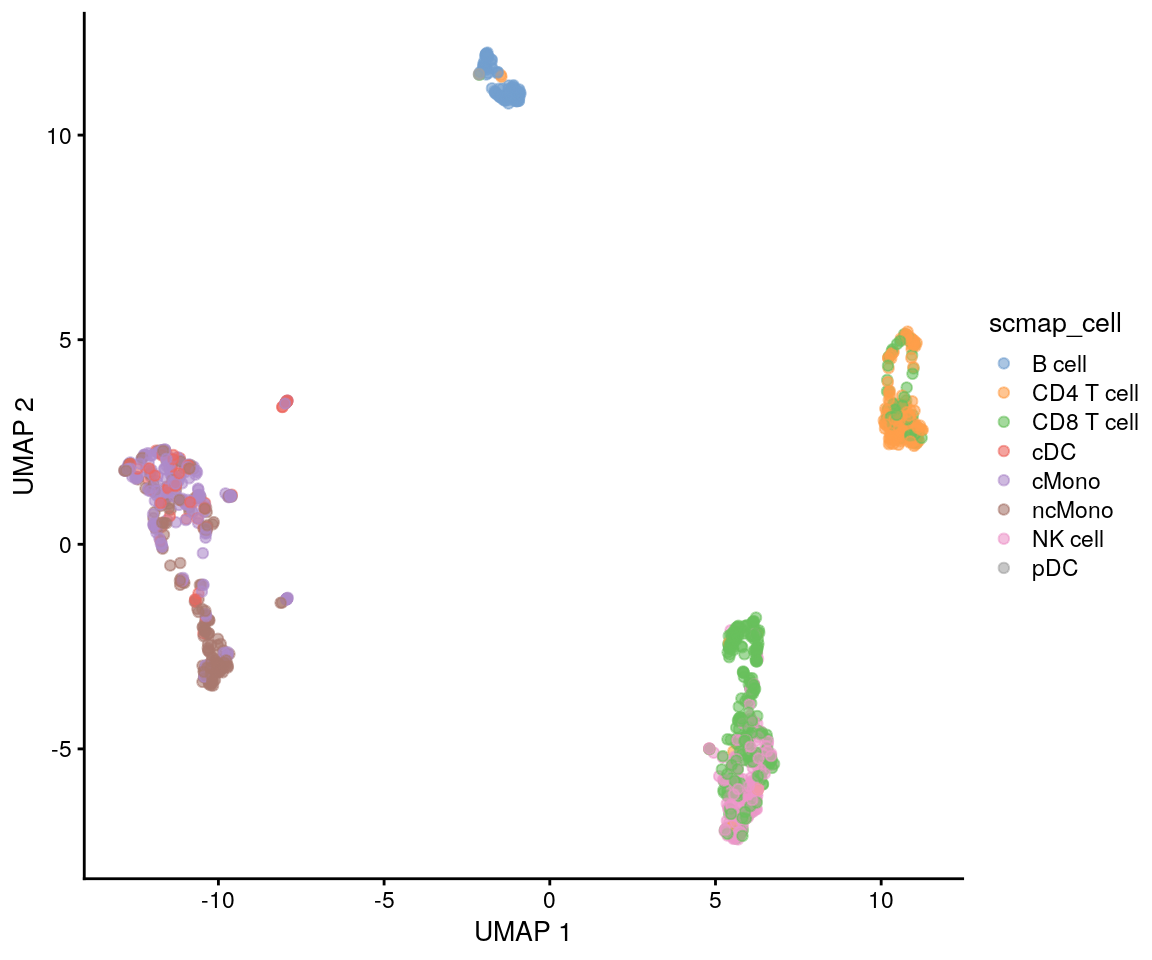 10
5
0
-5
UMAP 2
-10
-5
0
5
10
UMAP 1
scmap_cell
B cell
CD4 T cell
CD8 T cell
cDC
cMono
ncMono
NK cell
pDC